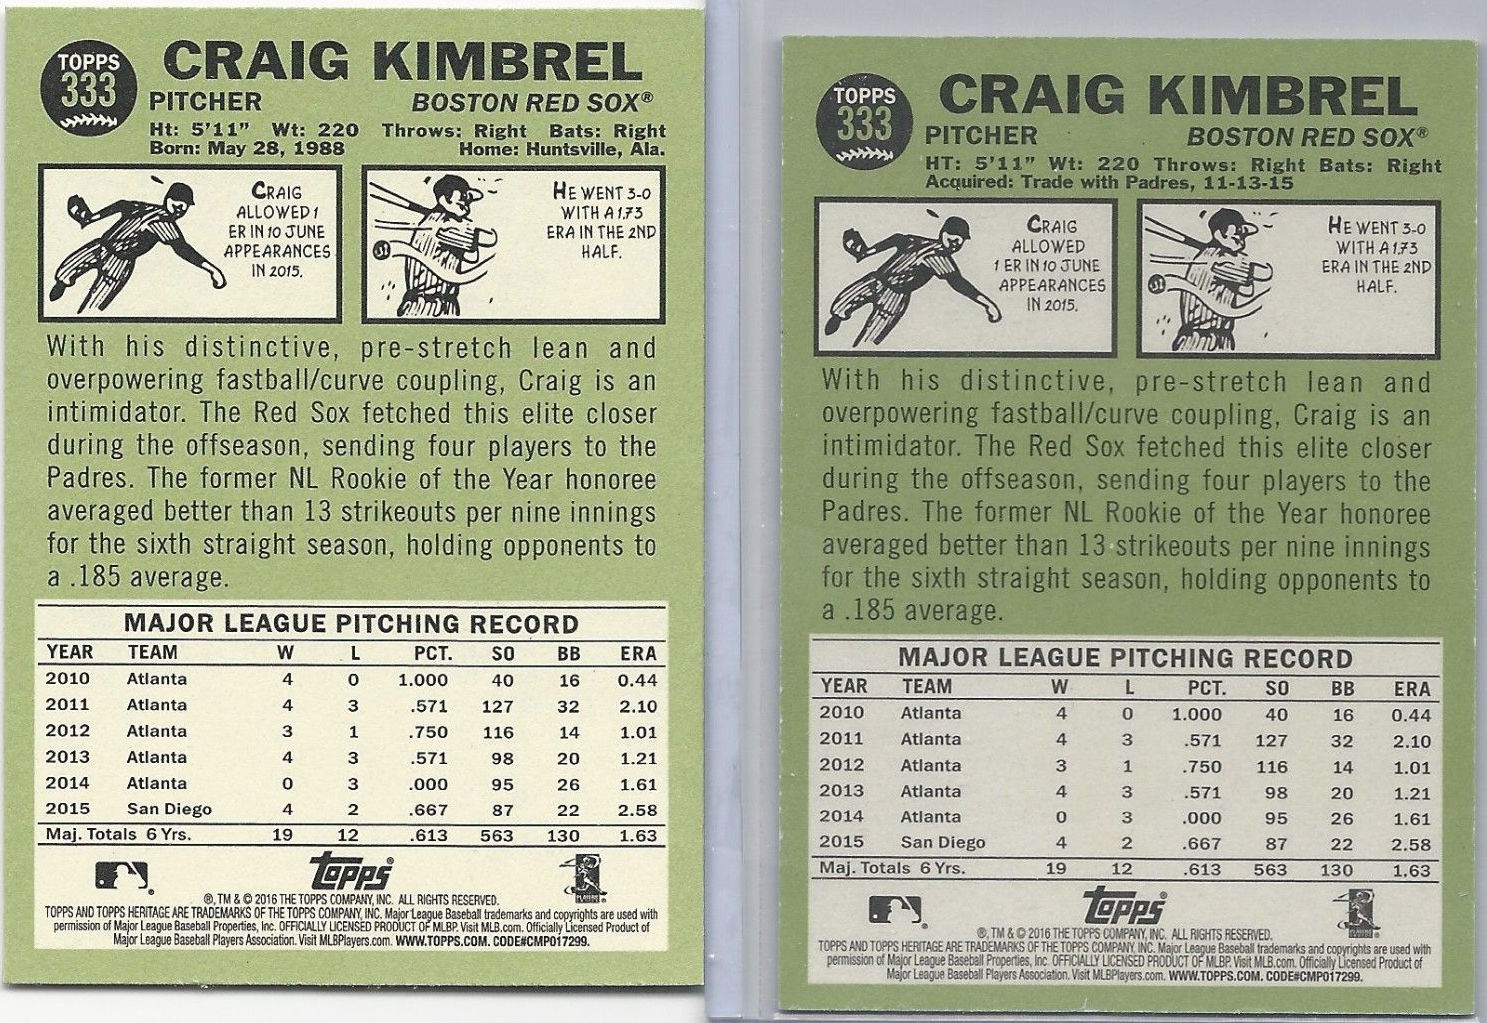 TOPPS
333
CRAIG KIMBREL
PITCHER BOSTON RED SOX®
Ht: 5'11" Wt: 220 Throws: Right Bats: Right
Born: May 28, 1988 Home: Huntsville, Ala.
CRAIG
ALLOWED 1
ER IN 10 JUNE
APPEARANCES
IN 2015.
HE WENT 3-0
WITH A 1.73
ERA IN THE 2ND
HALF.
With his distinctive, pre-stretch lean and
overpowering fastball/curve coupling, Craig is an
intimidator. The Red Sox fetched this elite closer
during the offseason, sending four players to the
Padres. The former NL Rookie of the Year honoree
averaged better than 13 strikeouts per nine innings
for the sixth straight season, holding opponents to
a .185 average.
MAJOR LEAGUE PITCHING RECORD
YEAR TEAM W L PCT. SO BB ERA
2010 Atlanta 4 0 1.000 40 16 0.44
2011 Atlanta 4 3 .571 127 32 2.10
2012 Atlanta 3 1 .750 116 14 1.01
2013 Atlanta 4 3 .571 98 20 1.21
2014 Atlanta 0 3 .000 95 26 1.61
2015 San Diego 4 2 .667 87 22 2.58
Maj. Totals 6 Yrs. 19 12 .613 563 130 1.63
Topps®
®, TM & © 2016 THE TOPPS COMPANY, INC. ALL RIGHTS RESERVED.
TOPPS AND TOPPS HERITAGE ARE TRADEMARKS OF THE TOPPS COMPANY, INC. Major League Baseball trademarks and copyrights are used with
permission of Major League Baseball Properties, Inc. OFFICIALLY LICENSED PRODUCT OF MLBP. Visit MLB.com. Officially Licensed Product of
Major League Baseball Players Association. Visit MLBPlayers.com. WWW.TOPPS.COM. CODE#CMP017299.
TOPPS
333
CRAIG KIMBREL
PITCHER BOSTON RED SOX®
HT: 5'11" Wt: 220 Throws: Right Bats: Right
Acquired: Trade with Padres, 11-13-15
CRAIG
ALLOWED
1 ER IN 10 JUNE
APPEARANCES
IN 2015.
HE WENT 3-0
WITH A 1.73
ERA IN THE 2ND
HALF.
With his distinctive, pre-stretch lean and
overpowering fastball/curve coupling, Craig is an
intimidator. The Red Sox fetched this elite closer
during the offseason, sending four players to the
Padres. The former NL Rookie of the Year honoree
averaged better than 13 strikeouts per nine innings
for the sixth straight season, holding opponents to
a .185 average.
MAJOR LEAGUE PITCHING RECORD
YEAR TEAM W L PCT. SO BB ERA
2010 Atlanta 4 0 1.000 40 16 0.44
2011 Atlanta 4 3 .571 127 32 2.10
2012 Atlanta 3 1 .750 116 14 1.01
2013 Atlanta 4 3 .571 98 20 1.21
2014 Atlanta 0 3 .000 95 26 1.61
2015 San Diego 4 2 .667 87 22 2.58
Maj. Totals 6 Yrs. 19 12 .613 563 130 1.63
Topps®
®, TM & © 2016 THE TOPPS COMPANY, INC. ALL RIGHTS RESERVED.
TOPPS AND TOPPS HERITAGE ARE TRADEMARKS OF THE TOPPS COMPANY, INC. Major League Baseball trademarks and copyrights are used with
permission of Major League Baseball Properties, Inc. OFFICIALLY LICENSED PRODUCT OF MLBP. Visit MLB.com. Officially Licensed Product of
Major League Baseball Players Association. Visit MLBPlayers.com. WWW.TOPPS.COM. CODE#CMP017299.